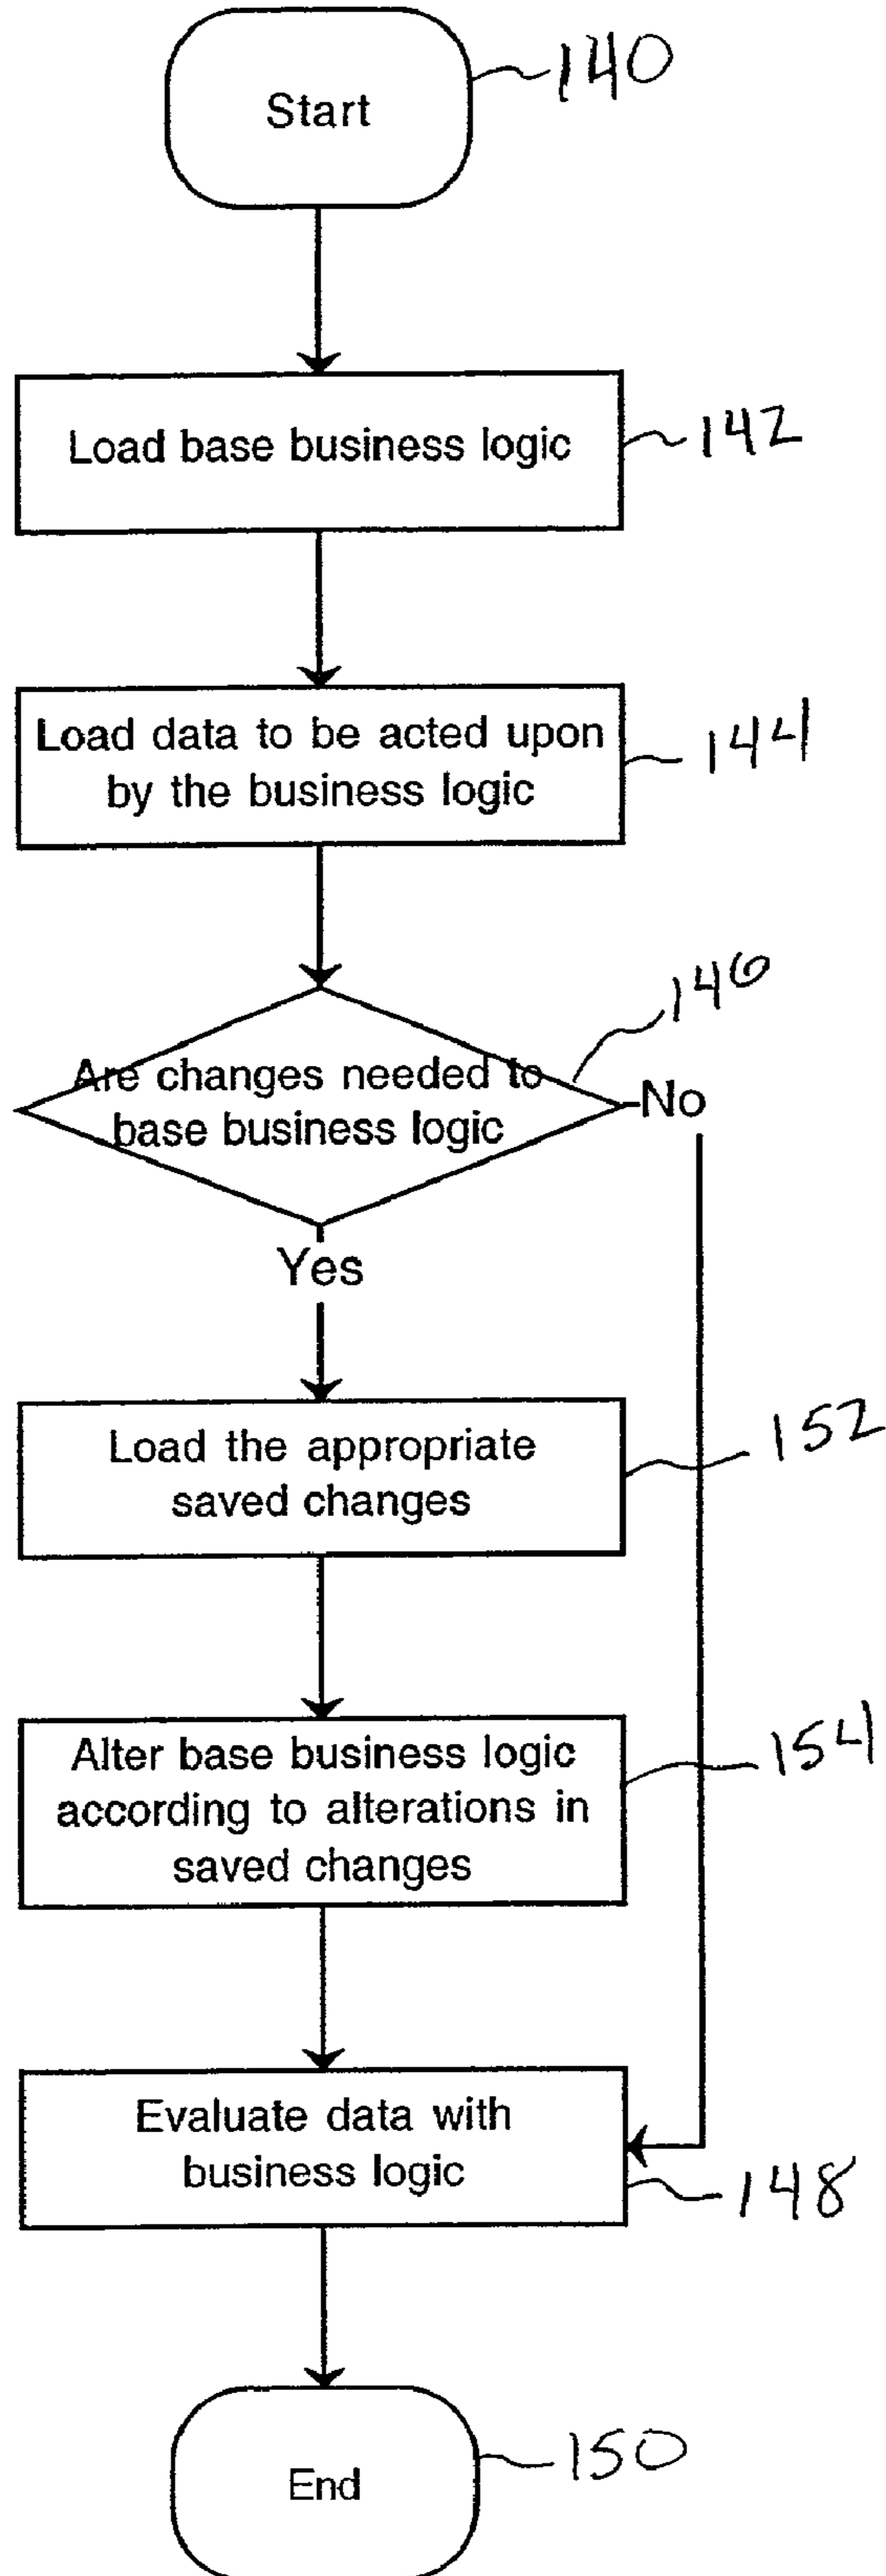 Start
140
Load base business logic
142
Load data to be acted upon
by the business logic
144
146
Are changes needed to
base business logic
No
Yes
Load the appropriate
saved changes
152
Alter base business logic
according to alterations in
saved changes
154
Evaluate data with
business logic
148
End
150